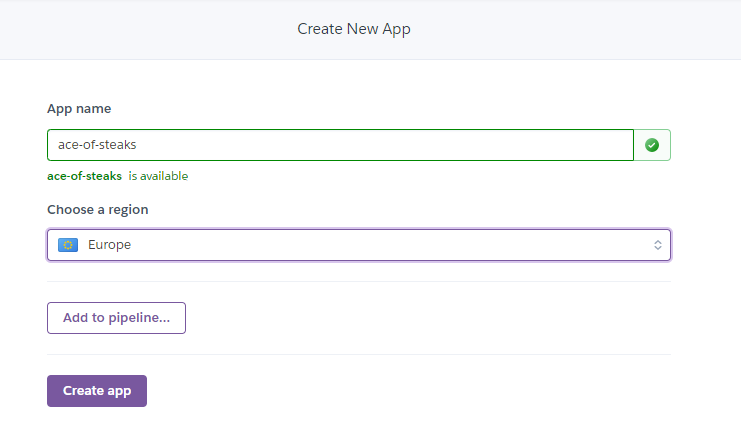 Create New App
App name
ace-of-steaks
ace-of-steaks is available
Choose a region
Europe
Add to pipeline...
Create app